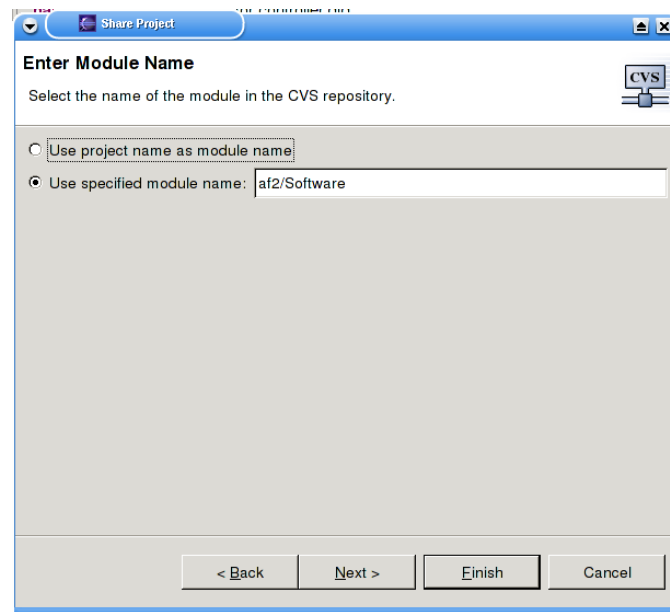 Share Project
Enter Module Name
Select the name of the module in the CVS repository.
CVS
Use project name as module name
Use specified module name: af2/Software
< Back Next > Finish Cancel